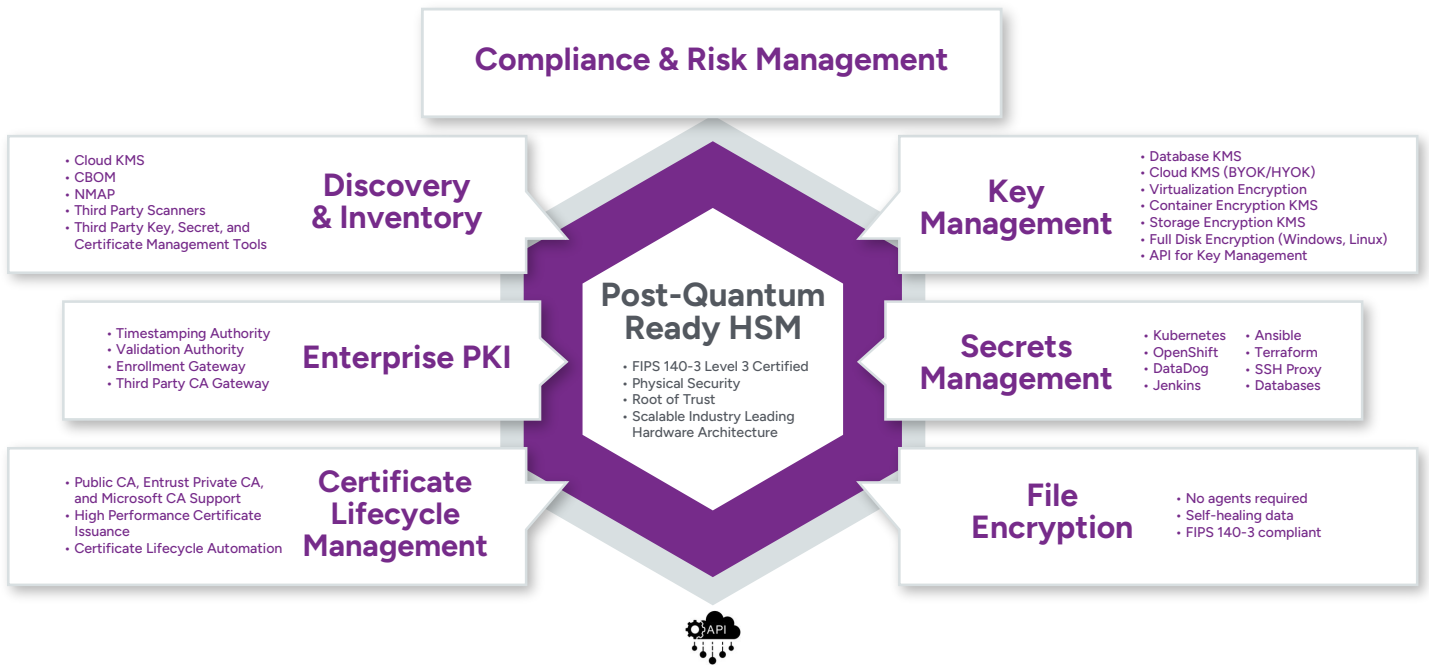 Compliance & Risk Management
• Cloud KMS
• CBOM
• NMAP
• Third Party Scanners
• Third Party Key, Secret, and
Certificate Management Tools
Discovery
& Inventory
Key
Management
• Database KMS
• Cloud KMS (BYOK/HYOK)
• Virtualization Encryption
• Container Encryption KMS
• Storage Encryption KMS
• Full Disk Encryption (Windows, Linux)
• API for Key Management
• Timestamping Authority
• Validation Authority
• Enrollment Gateway
• Third Party CA Gateway
Enterprise PKI
Post-Quantum
Ready HSM
• FIPS 140-3 Level 3 Certified
• Physical Security
• Root of Trust
• Scalable Industry Leading
Hardware Architecture
Secrets
Management
• Kubernetes
• OpenShift
• DataDog
• Jenkins
• Ansible
• Terraform
• SSH Proxy
• Databases
• Public CA, Entrust Private CA,
and Microsoft CA Support
• High Performance Certificate
Issuance
• Certificate Lifecycle Automation
Certificate
Lifecycle
Management
File
Encryption
• No agents required
• Self-healing data
• FIPS 140-3 compliant
API